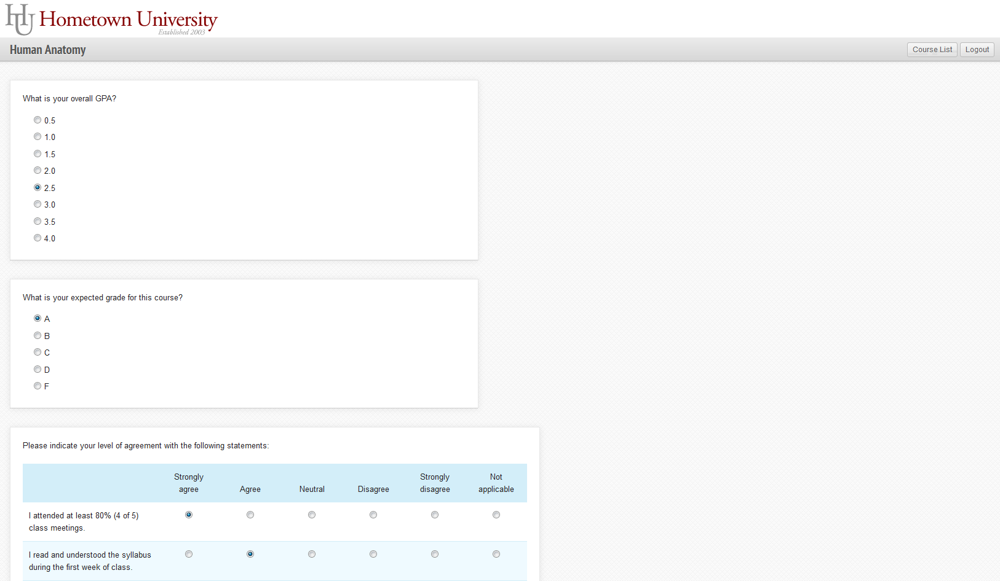 HU Hometown University
Established 2003
Human Anatomy
Course List Logout
What is your overall GPA?
0.5
1.0
1.5
2.0
2.5
3.0
3.5
4.0
What is your expected grade for this course?
A
B
C
D
F
Please indicate your level of agreement with the following statements:
Strongly Strongly Not
agree Agree Neutral Disagree disagree applicable
I attended at least 80% (4 of 5)
class meetings.
I read and understood the syllabus
during the first week of class.